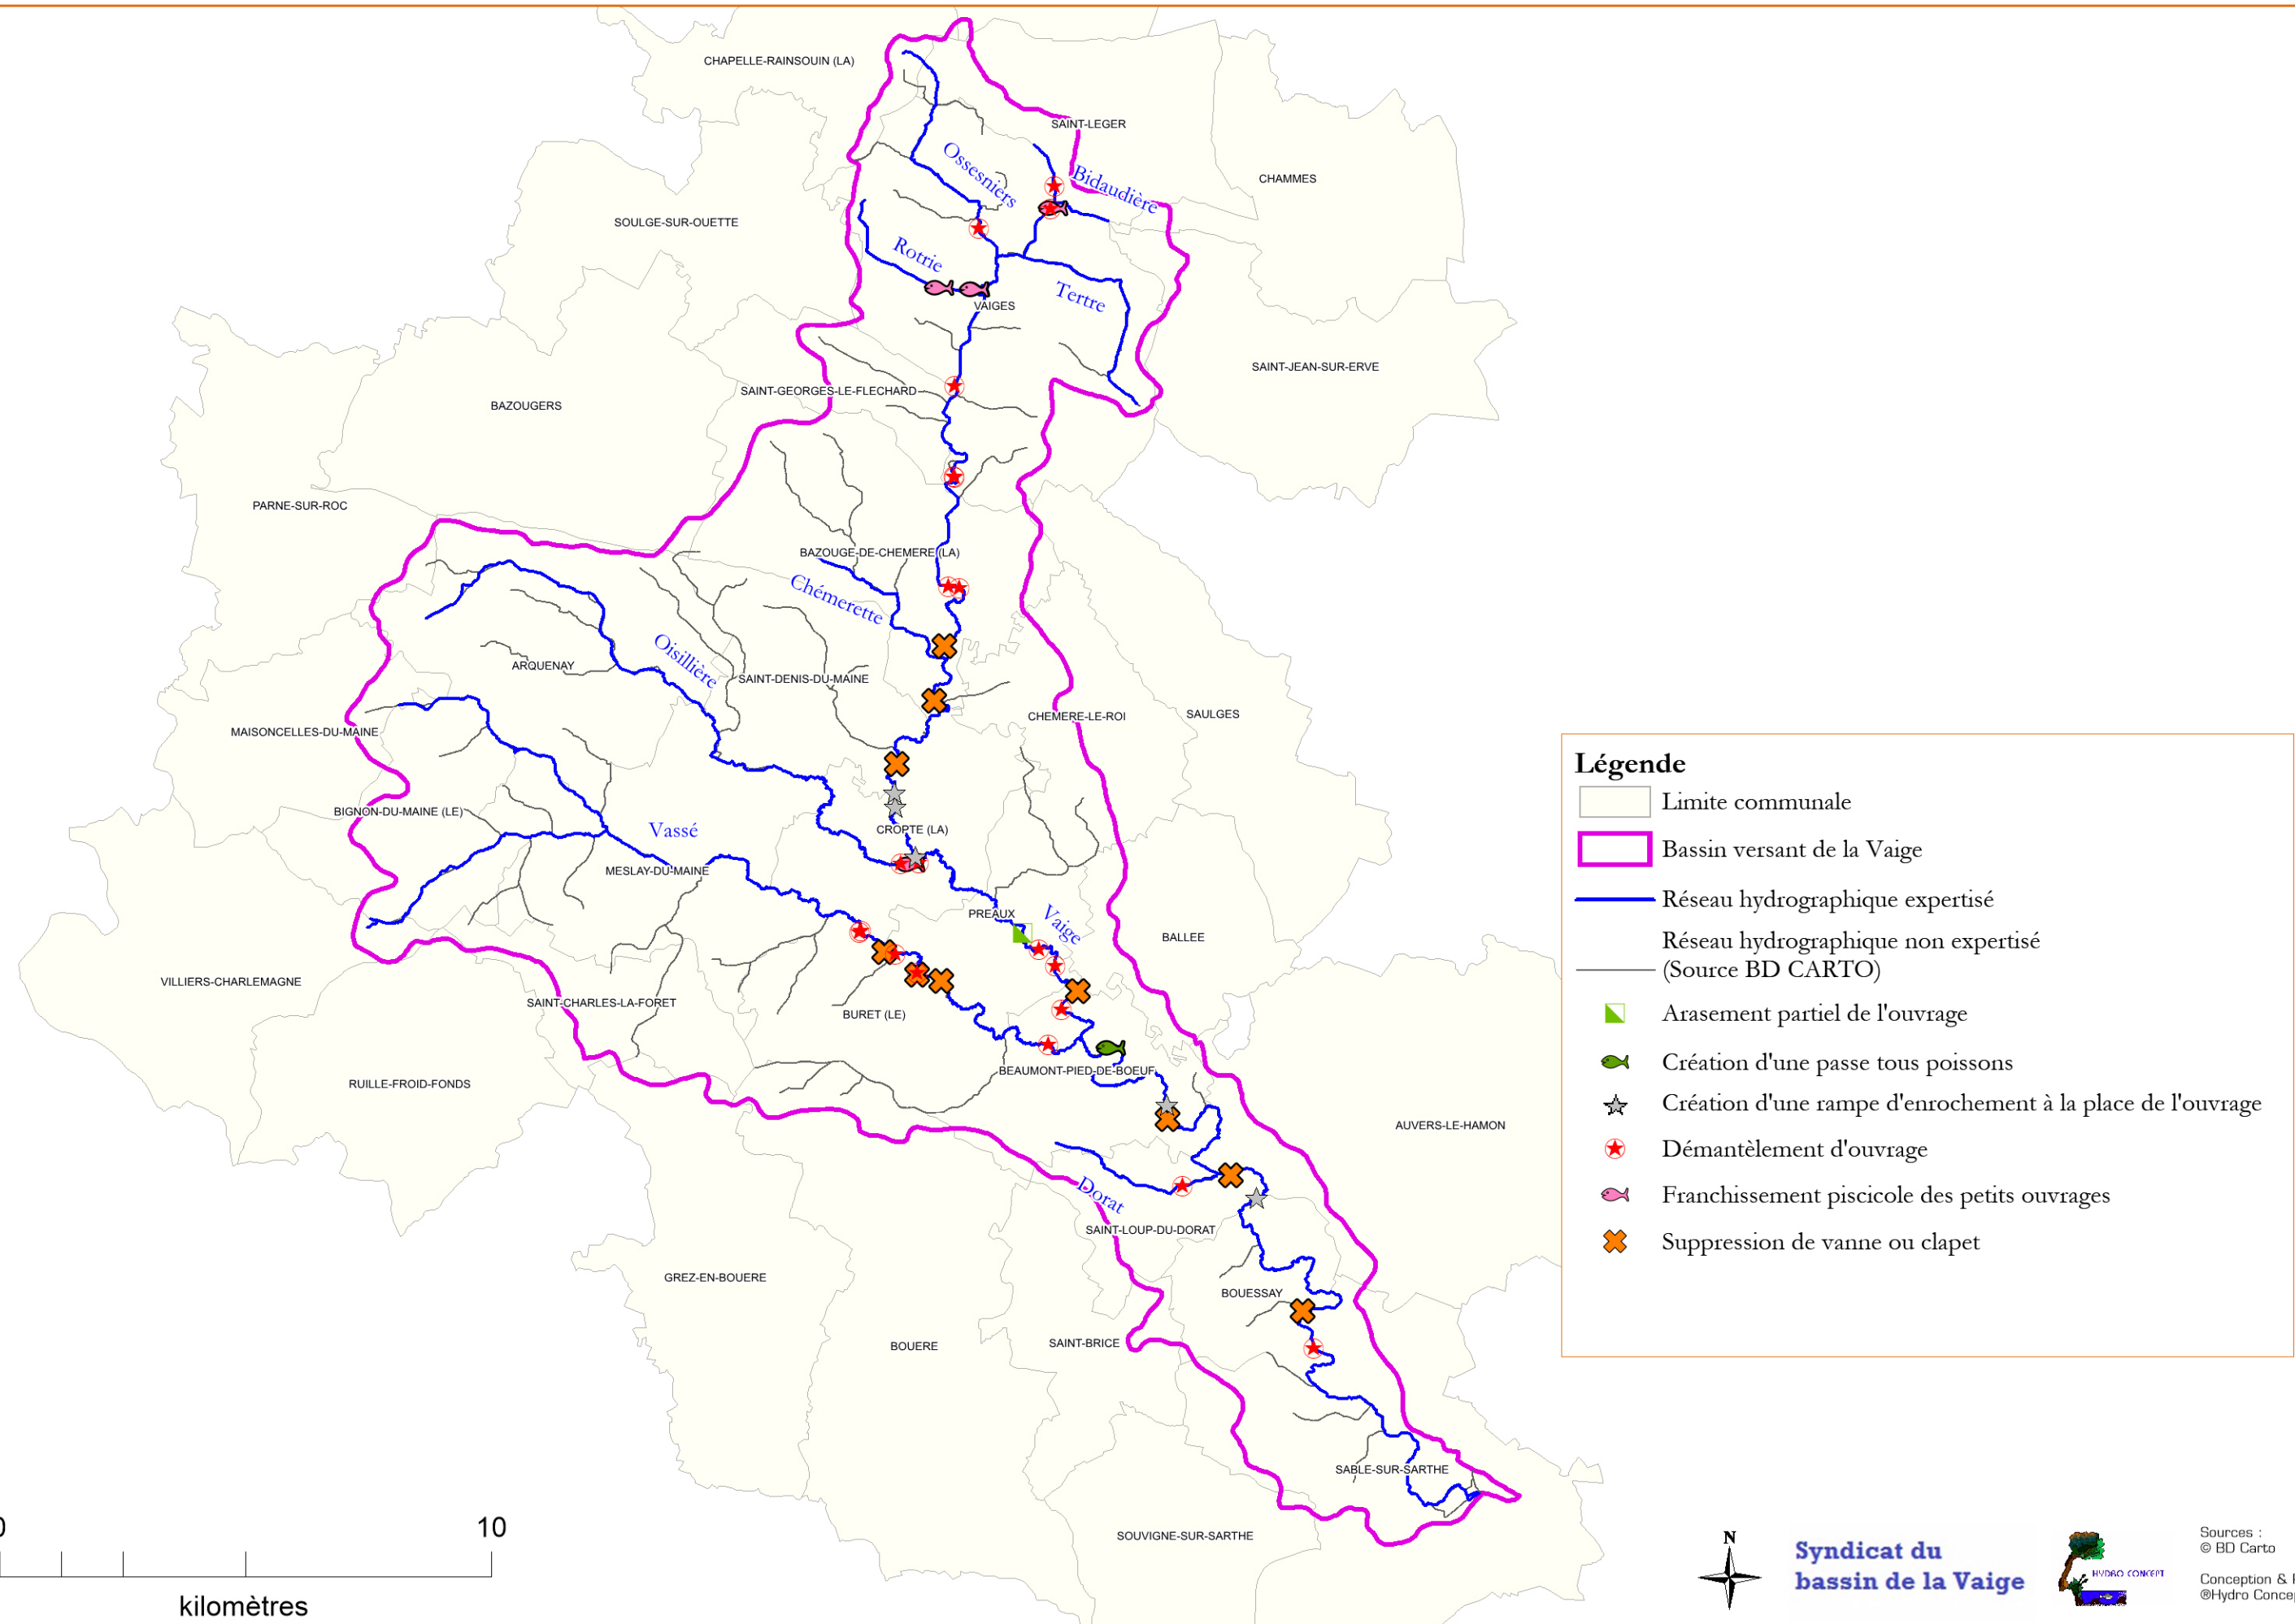 CHAPELLE-RAINSOUIN (LA)
SAINT-LEGER
Ossesniers
Bidaudière
CHAMMES
SOULGE-SUR-OUETTE
Rotrie
Tertre
VAIGES
SAINT-JEAN-SUR-ERVE
SAINT-GEORGES-LE-FLECHARD
BAZOUGERS
PARNE-SUR-ROC
BAZOUGE-DE-CHEMERE (LA)
Chémerette
Oisillière
ARQUENAY
SAINT-DENIS-DU-MAINE
CHEMERE-LE-ROI
SAULGES
MAISONCELLES-DU-MAINE
BIGNON-DU-MAINE (LE)
Vassé
CROPTE (LA)
MESLAY-DU-MAINE
PREAUX
Vaige
BALLEE
VILLIERS-CHARLEMAGNE
SAINT-CHARLES-LA-FORET
BURET (LE)
BEAUMONT-PIED-DE-BOEUF
RUILLE-FROID-FONDS
AUVERS-LE-HAMON
Dorat
SAINT-LOUP-DU-DORAT
GREZ-EN-BOUERE
BOUESSAY
BOUERE
SAINT-BRICE
SABLE-SUR-SARTHE
SOUVIGNE-SUR-SARTHE
Légende
Limite communale
Bassin versant de la Vaige
Réseau hydrographique expertisé
Réseau hydrographique non expertisé
(Source BD CARTO)
Arasement partiel de l'ouvrage
Création d'une passe tous poissons
Création d'une rampe d'enrochement à la place de l'ouvrage
Démantèlement d'ouvrage
Franchissement piscicole des petits ouvrages
Suppression de vanne ou clapet
0 10
kilomètres
N
Syndicat du
bassin de la Vaige
HYDRO CONCEPT
Sources :
© BD Carto
Conception &
®Hydro Conce